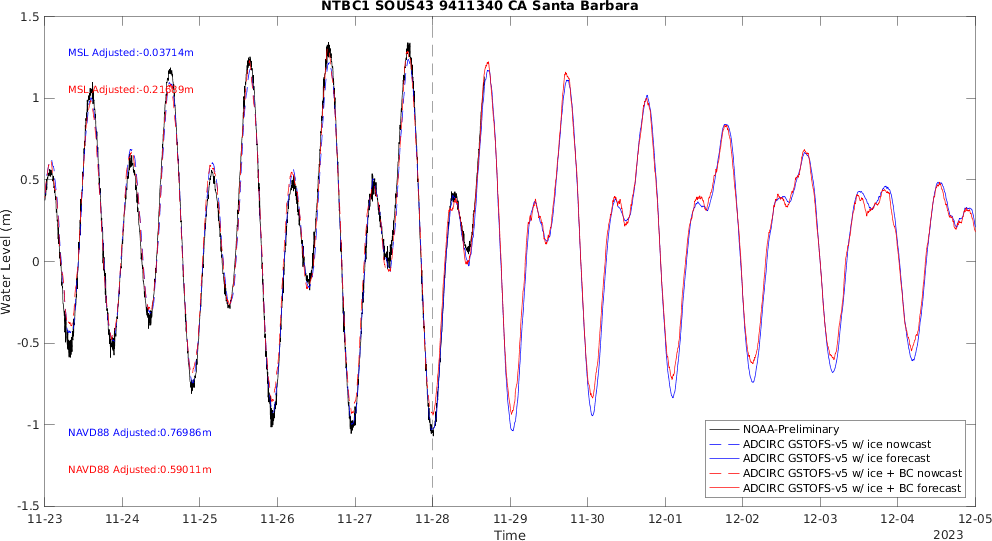 NTBC1 SOUS43 9411340 CA Santa Barbara
1.5
MSL Adjusted:-0.03714m
1
0.5
Water Level (m)
0
-0.5
-1
NAVD88 Adjusted:0.76986m
NAVD88 Adjusted:0.59011m
-1.5
NOAA-Preliminary
ADCIRC GSTOFS-v5 w/ ice nowcast
ADCIRC GSTOFS-v5 w/ ice forecast
ADCIRC GSTOFS-v5 w/ ice + BC nowcast
ADCIRC GSTOFS-v5 w/ ice + BC forecast
11-23 11-24 11-25 11-26 11-27 11-28 11-29 11-30 12-01 12-02 12-03 12-04 12-05
Time
2023
MSL